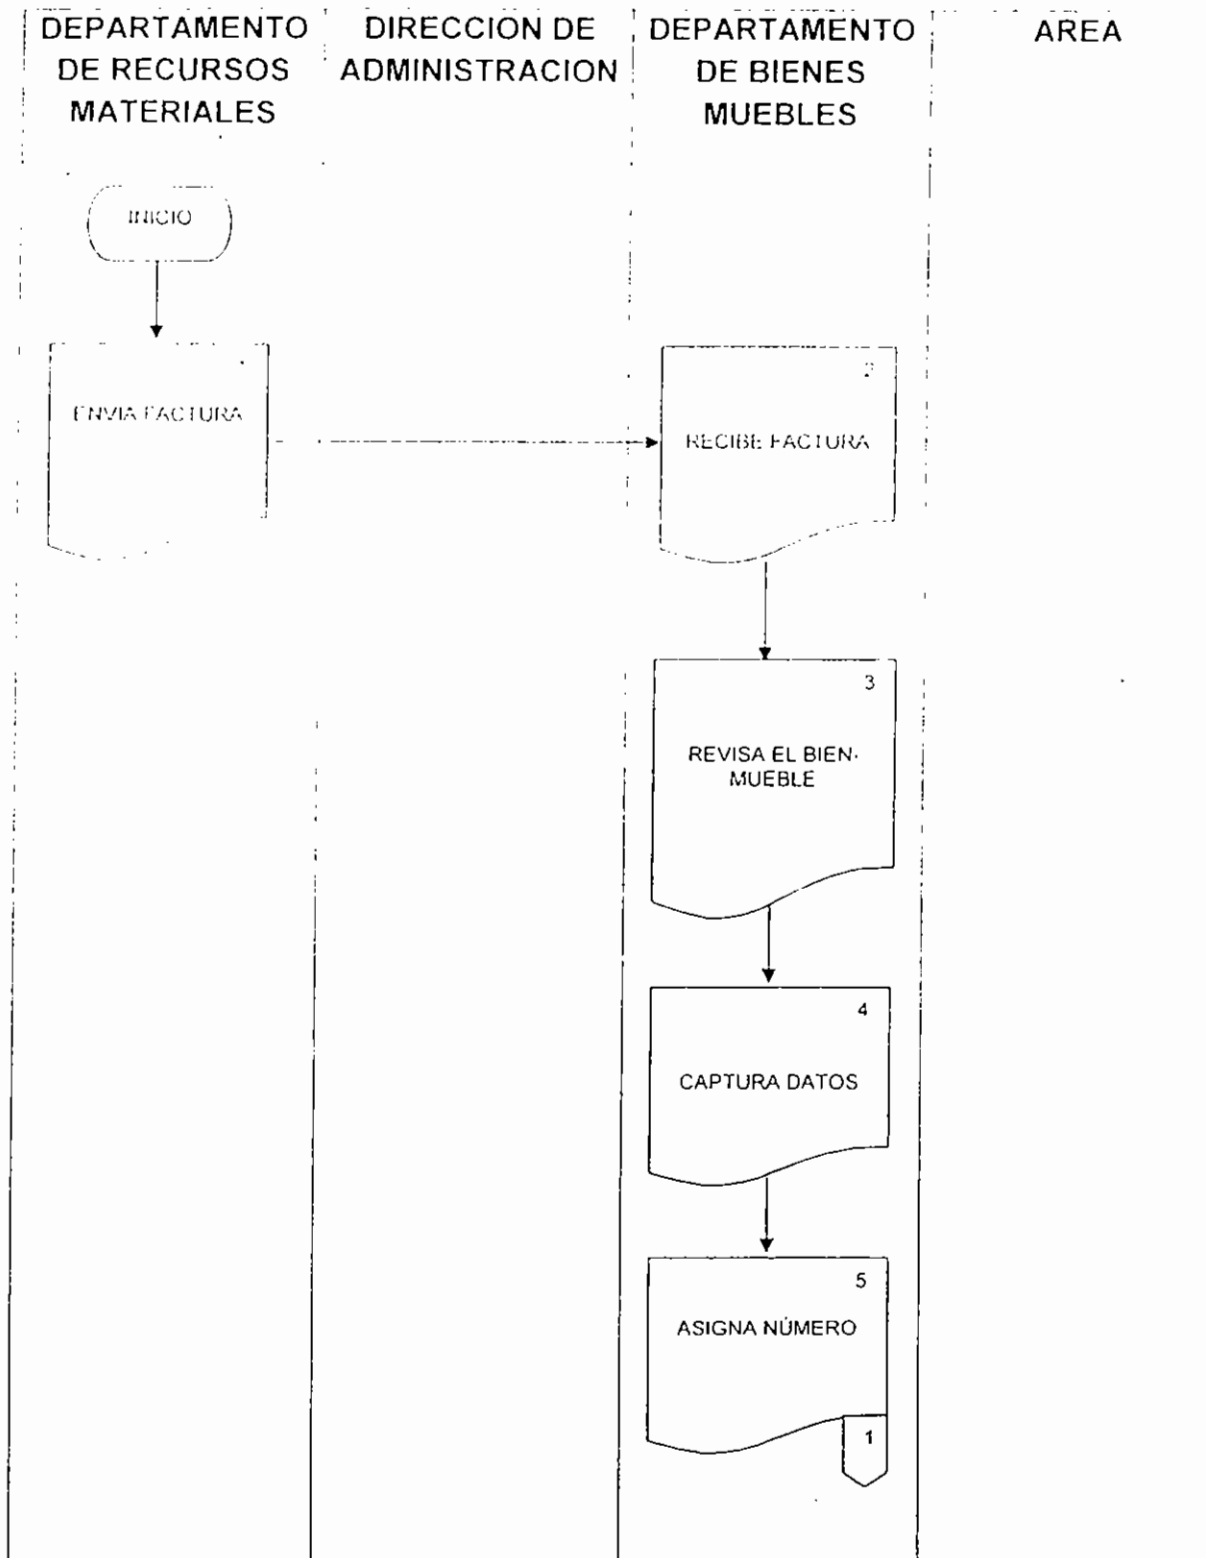 DEPARTAMENTO
DE RECURSOS
MATERIALES
DIRECCION DE
ADMINISTRACION
DEPARTAMENTO
DE BIENES
MUEBLES
AREA
INICIO
ENVIA FACTURA
2
RECIBE FACTURA
3
REVISA EL BIEN-
MUEBLE
4
CAPTURA DATOS
5
ASIGNA NÚMERO
1